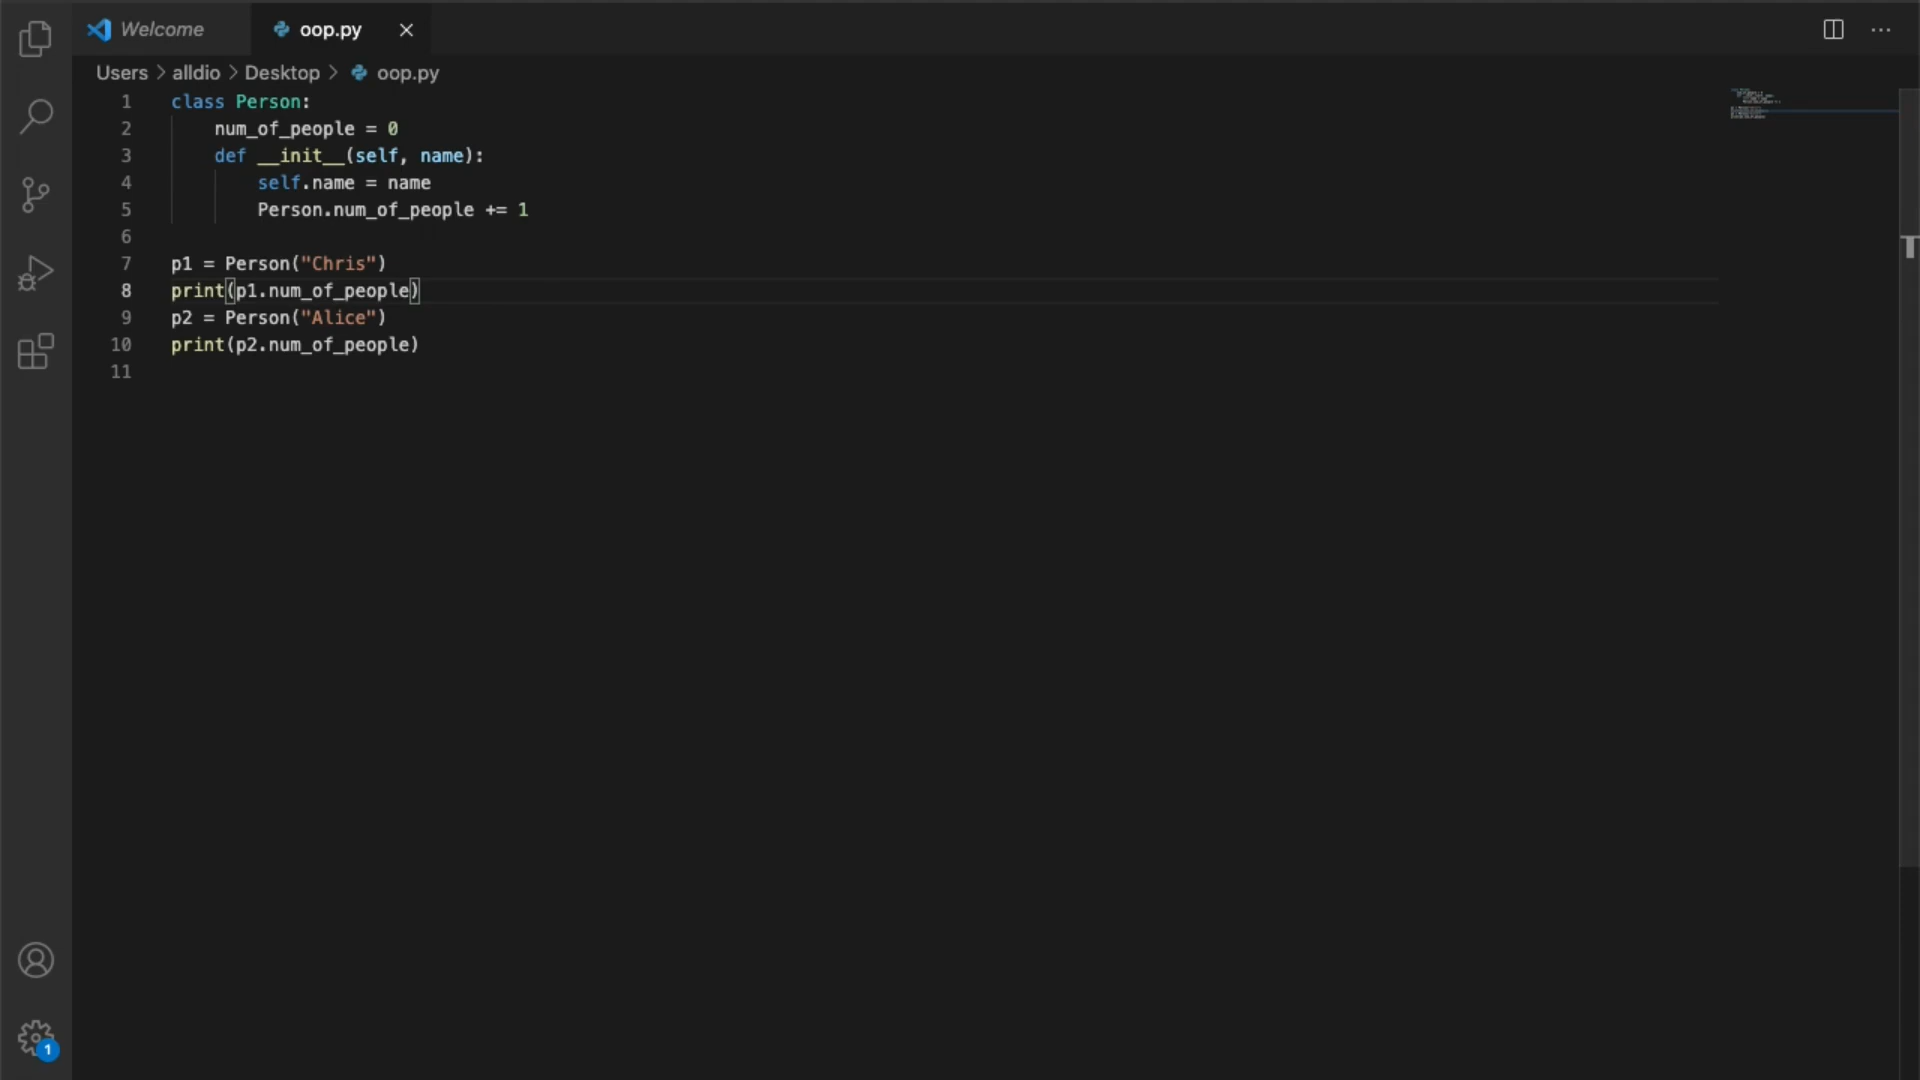 Welcome oop.py
Users > alldio > Desktop > oop.py
1 class Person:
2     num_of_people = 0
3     def __init__(self, name):
4         self.name = name
5         Person.num_of_people += 1
6
7 p1 = Person("Chris")
8 print(p1.num_of_people)
9 p2 = Person("Alice")
10 print(p2.num_of_people)
11
1